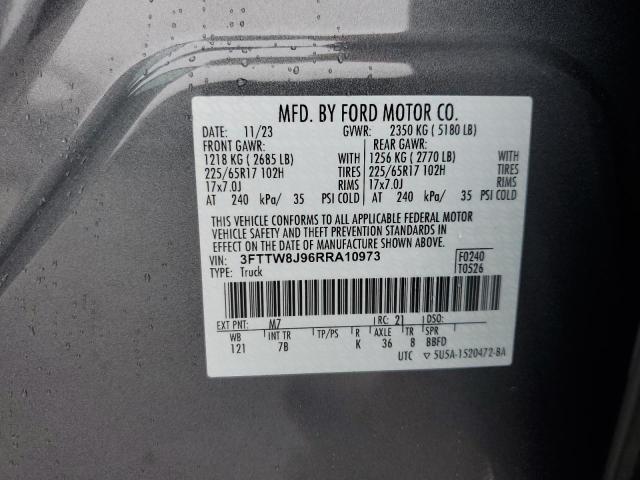 MFD. BY FORD MOTOR CO.
DATE: 11/23 GVWR: 2350 KG ( 5180 LB)
FRONT GAWR: REAR GAWR:
1218 KG ( 2685 LB) WITH 1256 KG ( 2770 LB) WITH
225/65R17 102H TIRES 225/65R17 102H TIRES
17x7.0J RIMS 17x7.0J RIMS
AT 240 kPa/ 35 PSI COLD AT 240 kPa/ 35 PSI COLD
THIS VEHICLE CONFORMS TO ALL APPLICABLE FEDERAL MOTOR
VEHICLE SAFETY AND THEFT PREVENTION STANDARDS IN
EFFECT ON THE DATE OF MANUFACTURE SHOWN ABOVE.
VIN: 3FTTW8J96RRA10973 F0240
TYPE: Truck T0526
EXT PNT: M7 RC: 21 DSO:
WB INT TR TP/PS R AXLE TR SPR
121 7B K 36 8 BBFD
UTC ▽ 5U5A-1520472-BA